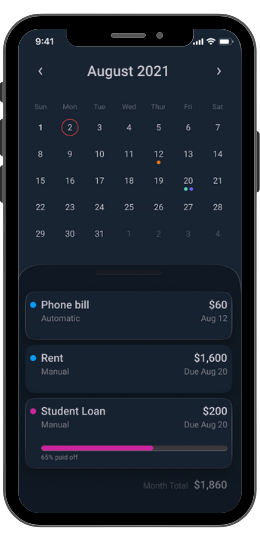 9:41
August 2021
Sun Mon Tue Wed Thur Fri Sat
1 2 3 4 5 6 7
8 9 10 11 12 13 14
15 16 17 18 19 20 21
22 23 24 25 26 27 28
29 30 31 1 2 3 4
Phone bill $60
Automatic Aug 12
Rent $1,600
Manual Due Aug 20
Student Loan $200
Manual Due Aug 20
65% paid off
Month Total $1,860